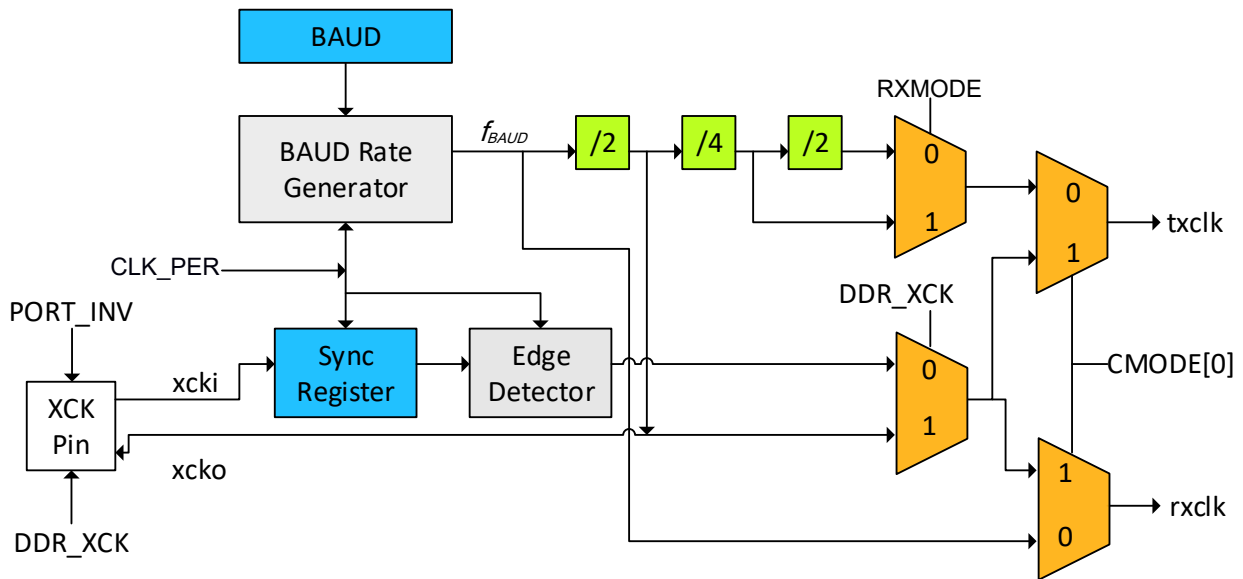 BAUD
RXMODE
BAUD Rate
Generator
fBAUD
/2
/4
/2
0
1
0
1
txclk
CLK_PER
PORT_INV
DDR_XCK
Sync
Register
Edge
Detector
0
1
CMODE[0]
xcki
XCK
Pin
xcko
1
0
rxclk
DDR_XCK